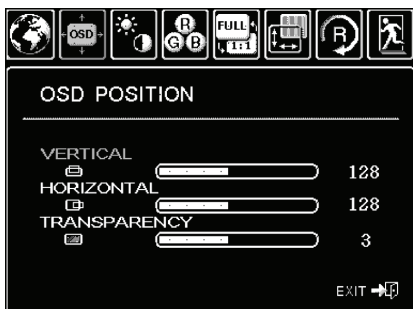 OSD R G B FULL 1:1 R
OSD POSITION
VERTICAL
128
HORIZONTAL
128
TRANSPARENCY
3
EXIT